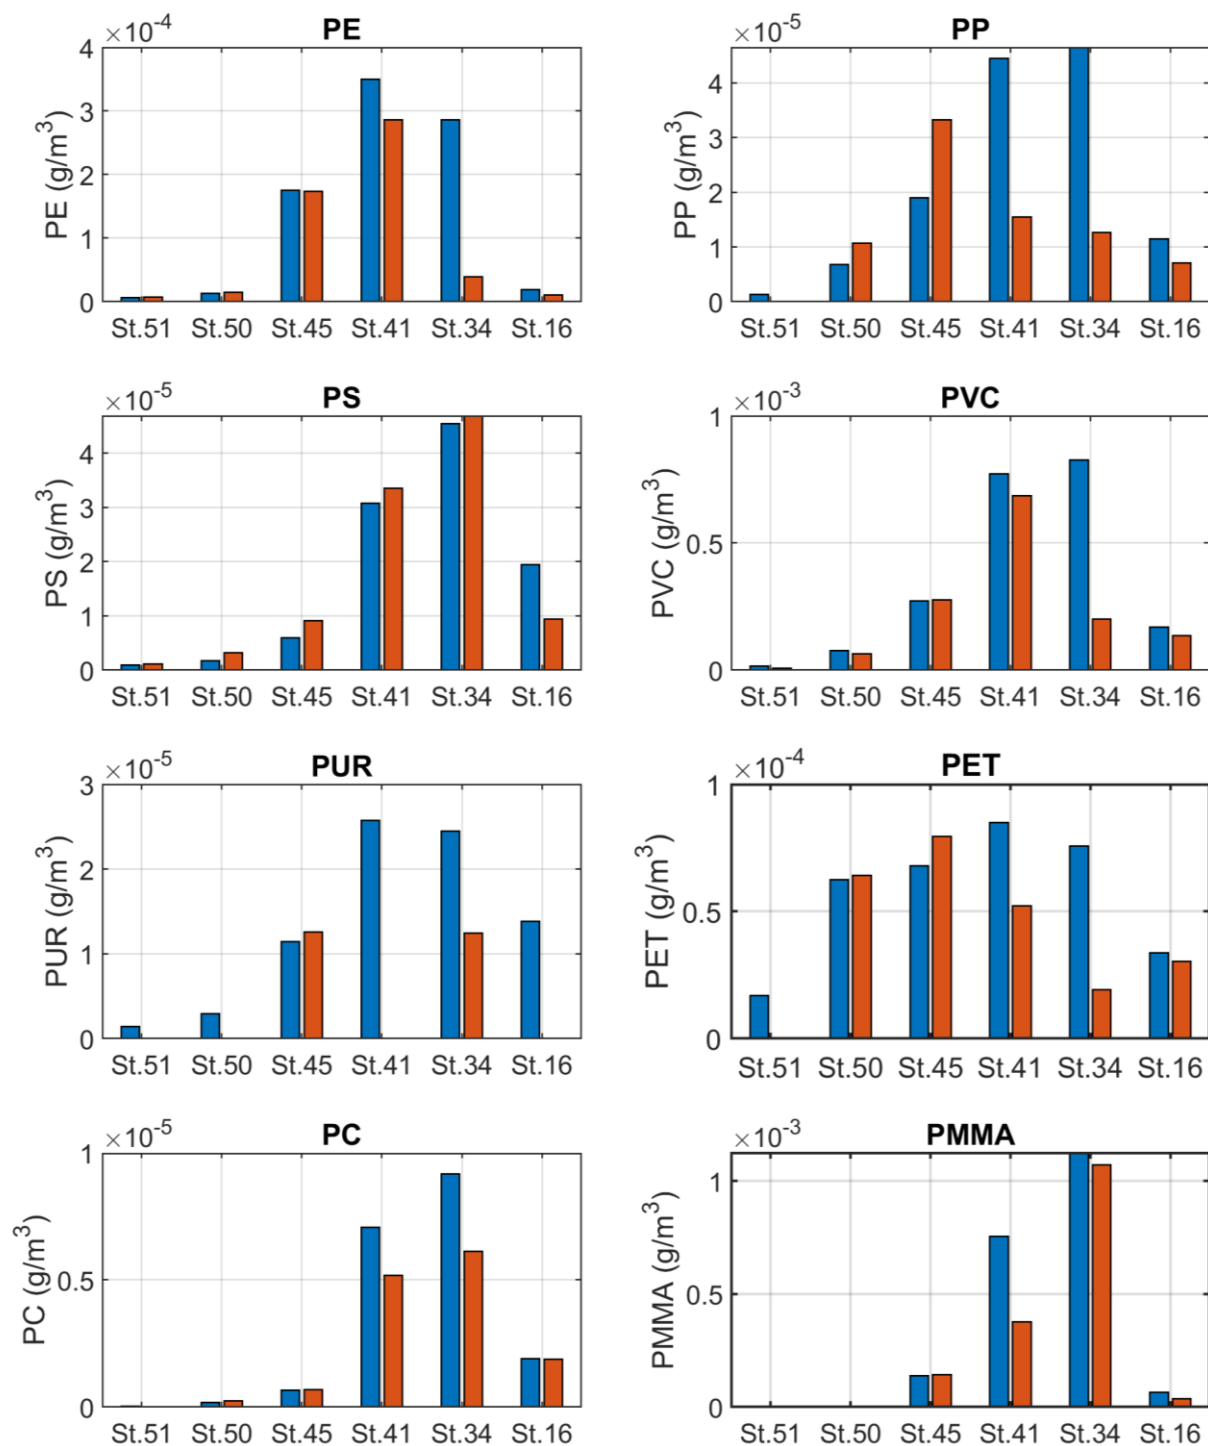 ×10⁻⁴ PE
4
3
2
1
0
PE (g/m³)
St.51 St.50 St.45 St.41 St.34 St.16
×10⁻⁵ PP
4
3
2
1
0
PP (g/m³)
St.51 St.50 St.45 St.41 St.34 St.16
×10⁻⁵ PS
4
3
2
1
0
PS (g/m³)
St.51 St.50 St.45 St.41 St.34 St.16
×10⁻³ PVC
1
0.5
0
PVC (g/m³)
St.51 St.50 St.45 St.41 St.34 St.16
×10⁻⁵ PUR
3
2
1
0
PUR (g/m³)
St.51 St.50 St.45 St.41 St.34 St.16
×10⁻⁴ PET
1
0.5
0
PET (g/m³)
St.51 St.50 St.45 St.41 St.34 St.16
×10⁻⁵ PC
1
0.5
0
PC (g/m³)
St.51 St.50 St.45 St.41 St.34 St.16
×10⁻³ PMMA
1
0.5
0
PMMA (g/m³)
St.51 St.50 St.45 St.41 St.34 St.16